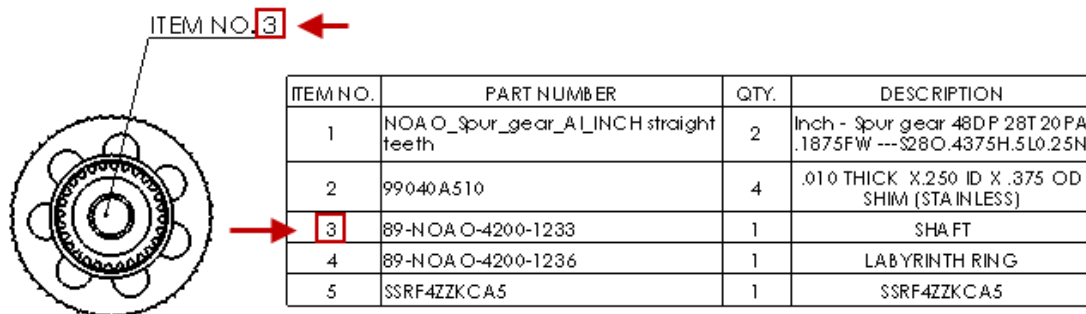 ITEM NO. 3
ITEM NO. PART NUMBER QTY. DESCRIPTION
1 NOAO_Spur_gear_AI_INCH straight teeth 2 Inch - Spur gear 48DP 28T 20PA
.1875FW ---S28O.4375H.5L0.25N
2 99040A510 4 .010 THICK X.250 ID X .375 OD
SHIM (STAINLESS)
3 89-NOAO-4200-1233 1 SHAFT
4 89-NOAO-4200-1236 1 LABYRINTH RING
5 SSRF4ZZKCA5 1 SSRF4ZZKCA5